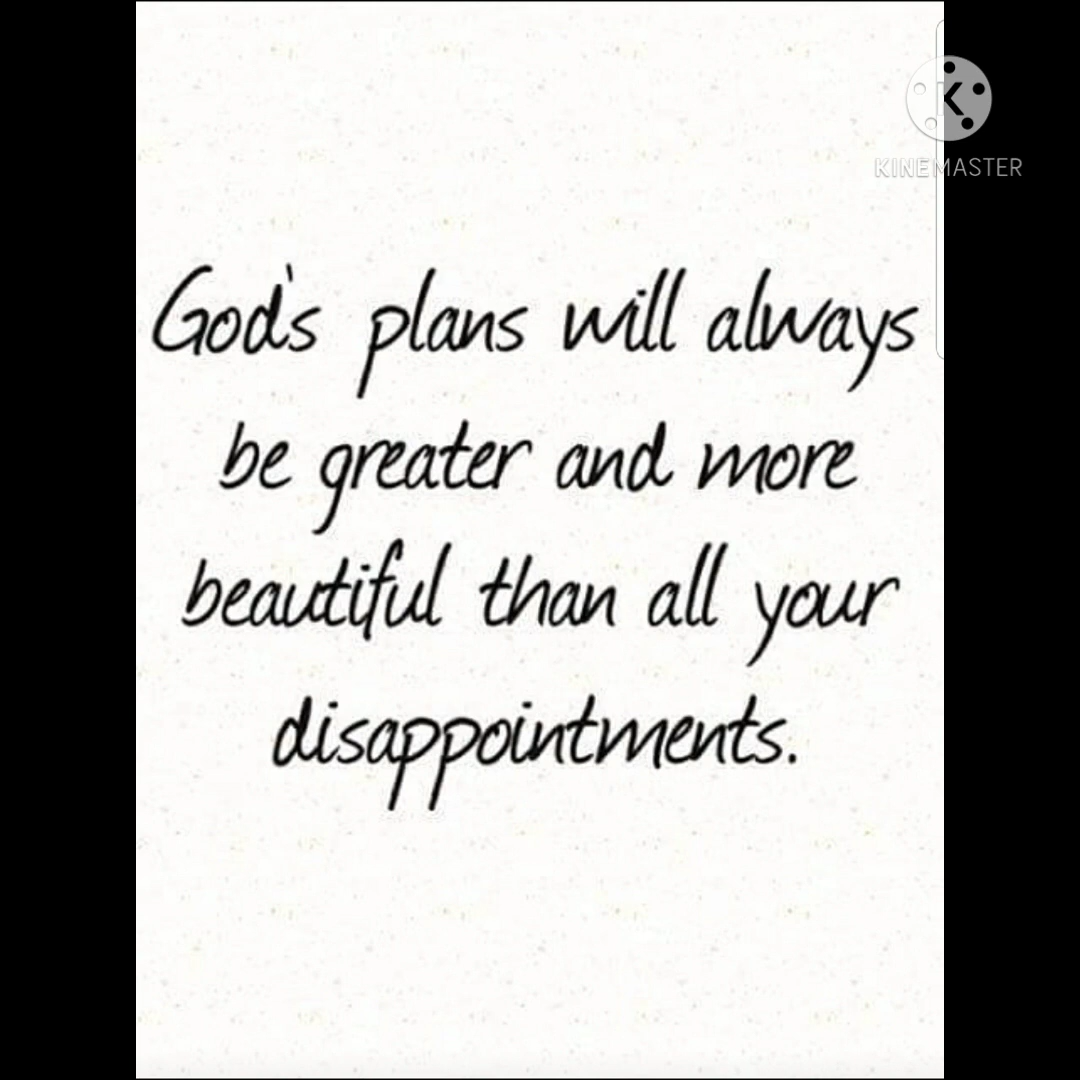 K
KINEMASTER
God's plans will always
be greater and more
beautiful than all your
disappointments.